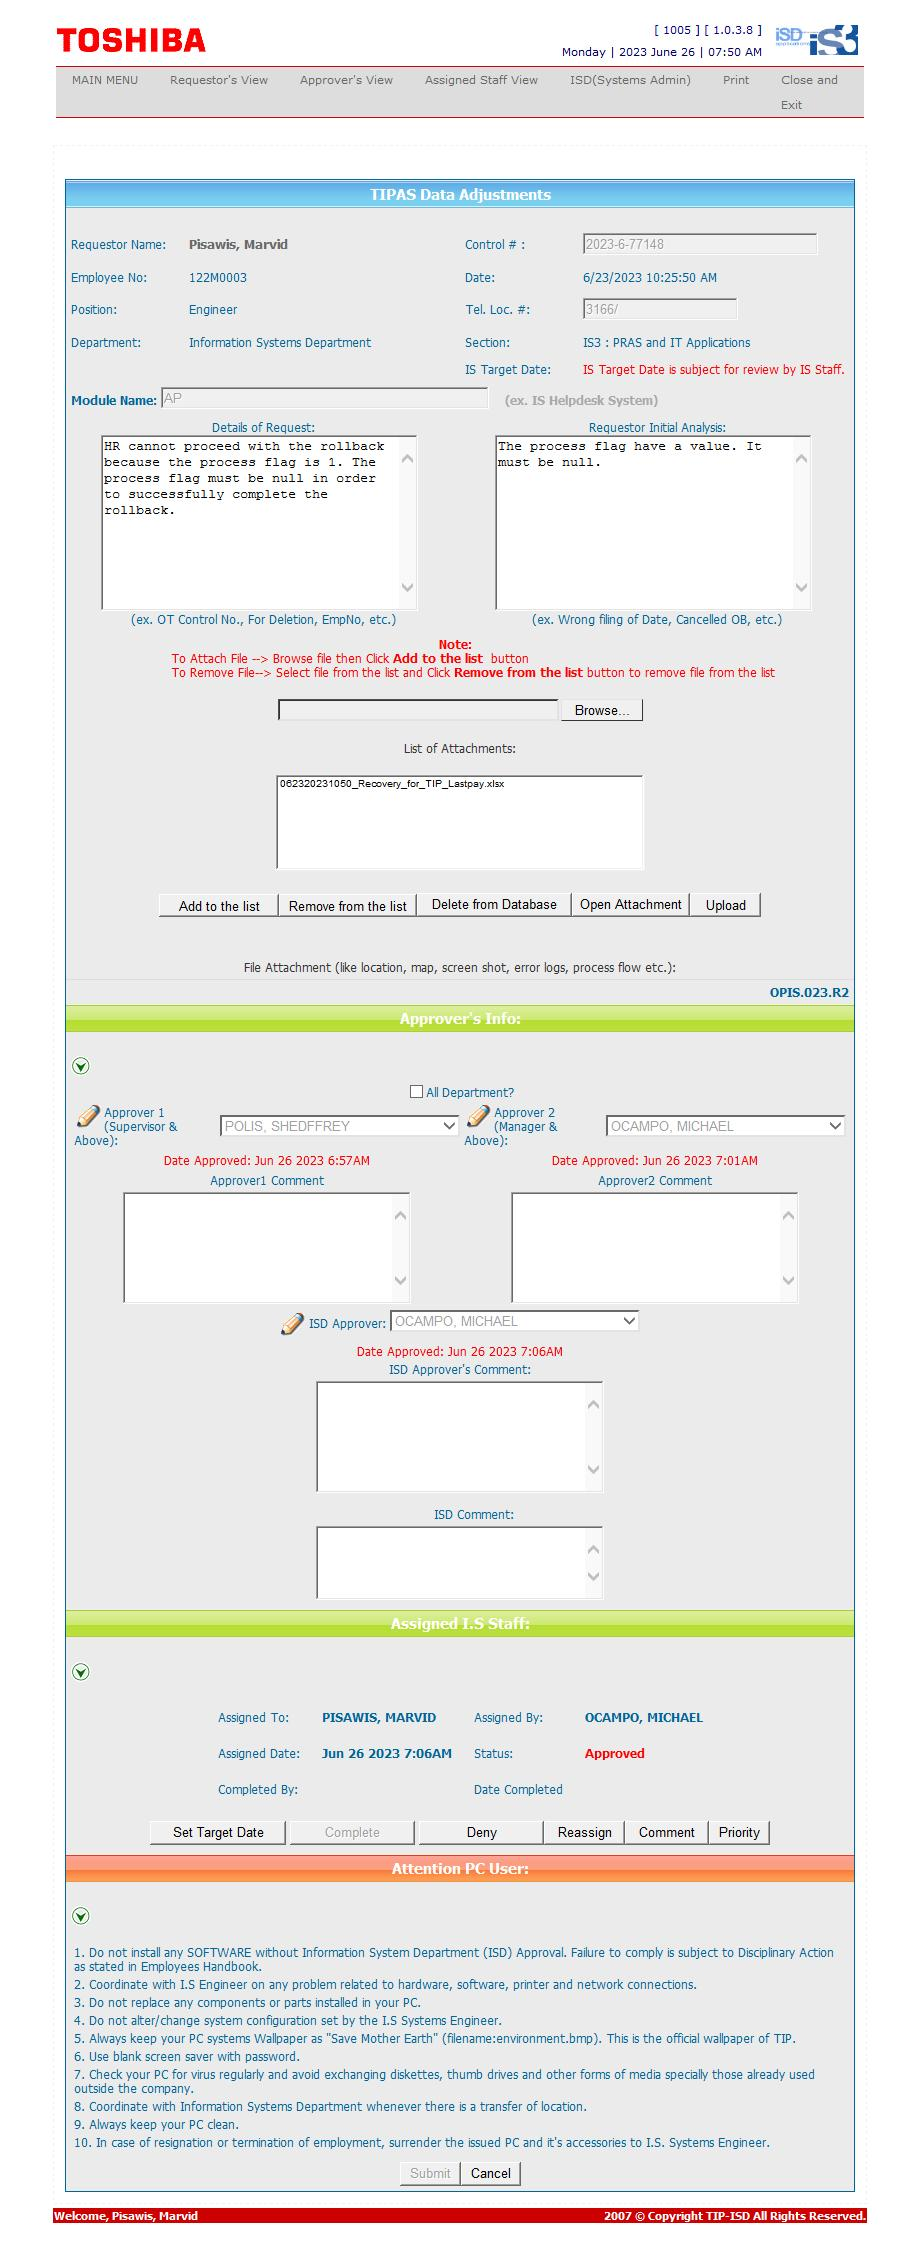 TOSHIBA
[ 1005 ] [ 1.0.3.8 ]
Monday | 2023 June 26 | 07:50 AM
iSD
iS3
MAIN MENU Requestor's View Approver's View Assigned Staff View ISD(Systems Admin) Print Close and
Exit
TIPAS Data Adjustments
Requestor Name: Pisawis, Marvid Control # : 2023-6-77148
Employee No: 122M0003 Date: 6/23/2023 10:25:50 AM
Position: Engineer Tel. Loc. #: 3166/
Department: Information Systems Department Section: IS3 : PRAS and IT Applications
IS Target Date: IS Target Date is subject for review by IS Staff.
Module Name: AP (ex. IS Helpdesk System)
Details of Request:
HR cannot proceed with the rollback
because the process flag is 1. The
process flag must be null in order
to successfully complete the
rollback.
(ex. OT Control No., For Deletion, EmpNo, etc.)
Requestor Initial Analysis:
The process flag have a value. It
must be null.
(ex. Wrong filing of Date, Cancelled OB, etc.)
Note:
To Attach File --> Browse file then Click Add to the list button
To Remove File--> Select file from the list and Click Remove from the list button to remove file from the list
Browse...
List of Attachments:
062320231050_Recovery_for_TIP_Lastpay.xlsx
Add to the list Remove from the list Delete from Database Open Attachment Upload
File Attachment (like location, map, screen shot, error logs, process flow etc.):
OPIS.023.R2
Approver's Info:
All Department?
Approver 1
(Supervisor &
Above):
POLIS, SHEDFFREY
Approver 2
(Manager &
Above):
OCAMPO, MICHAEL
Date Approved: Jun 26 2023 6:57AM Date Approved: Jun 26 2023 7:01AM
Approver1 Comment Approver2 Comment
ISD Approver: OCAMPO, MICHAEL
Date Approved: Jun 26 2023 7:06AM
ISD Approver's Comment:
ISD Comment:
Assigned I.S Staff:
Assigned To: PISAWIS, MARVID Assigned By: OCAMPO, MICHAEL
Assigned Date: Jun 26 2023 7:06AM Status: Approved
Completed By: Date Completed
Set Target Date Complete Deny Reassign Comment Priority
Attention PC User:
1. Do not install any SOFTWARE without Information System Department (ISD) Approval. Failure to comply is subject to Disciplinary Action
as stated in Employees Handbook.
2. Coordinate with I.S Engineer on any problem related to hardware, software, printer and network connections.
3. Do not replace any components or parts installed in your PC.
4. Do not alter/change system configuration set by the I.S Systems Engineer.
5. Always keep your PC systems Wallpaper as "Save Mother Earth" (filename:environment.bmp). This is the official wallpaper of TIP.
6. Use blank screen saver with password.
7. Check your PC for virus regularly and avoid exchanging diskettes, thumb drives and other forms of media specially those already used
outside the company.
8. Coordinate with Information Systems Department whenever there is a transfer of location.
9. Always keep your PC clean.
10. In case of resignation or termination of employment, surrender the issued PC and it's accessories to I.S. Systems Engineer.
Submit Cancel
Welcome, Pisawis, Marvid 2007 © Copyright TIP-ISD All Rights Reserved.